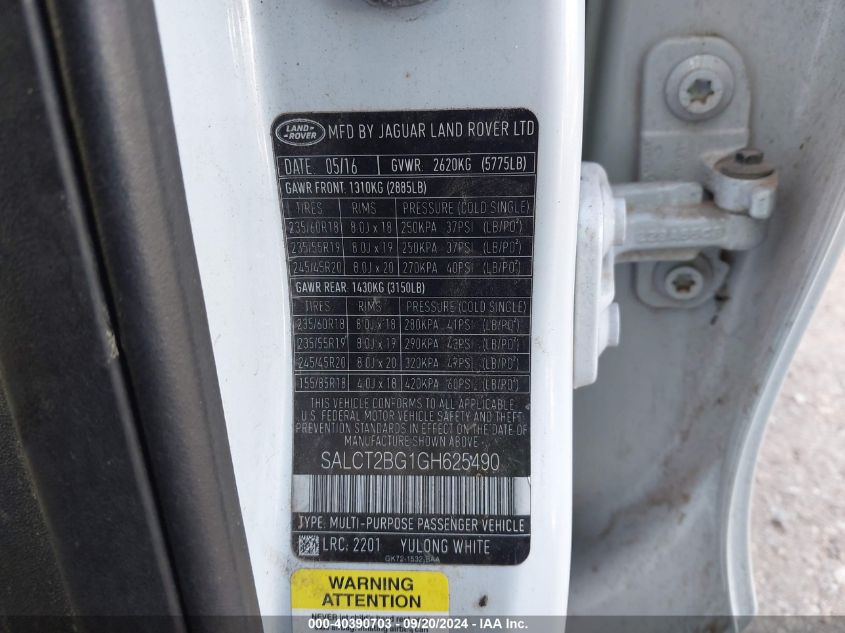 LAND-
ROVER
MFD BY JAGUAR LAND ROVER LTD
DATE 05/16 GVWR. 2620KG (5775LB)
GAWR FRONT. 1310KG (2885LB)
TIRES RIMS PRESSURE (COLD SINGLE)
235/60R18 8.0J x 18 250KPA 37PSI (LB/PO²)
235/55R19 8.0J x 19 250KPA 37PSI (LB/PO²)
245/45R20 8.0J x 20 270KPA 40PSI (LB/PO²)
GAWR REAR. 1430KG (3150LB)
TIRES RIMS PRESSURE (COLD SINGLE)
235/60R18 8.0J x 18 280KPA 41PSI (LB/PO²)
235/55R19 8.0J x 19 290KPA 43PSI (LB/PO²)
245/45R20 8.0J x 20 320KPA (LB/PO²)
155/85R18 4.0J x 18 420KPA 60PSI (LB/PO²)
THIS VEHICLE CONFORMS TO ALL APPLICABLE
U.S. FEDERAL MOTOR VEHICLE SAFETY AND THEFT
PREVENTION STANDARDS IN EFFECT ON THE DATE OF
MANUFACTURE SHOWN ABOVE.
SALCT2BG1GH625490
TYPE: MULTI-PURPOSE PASSENGER VEHICLE
LRC: 2201 YULONG WHITE
GK72-1532-BAA
WARNING
ATTENTION
000-40390703 - 09/20/2024 - IAA Inc.